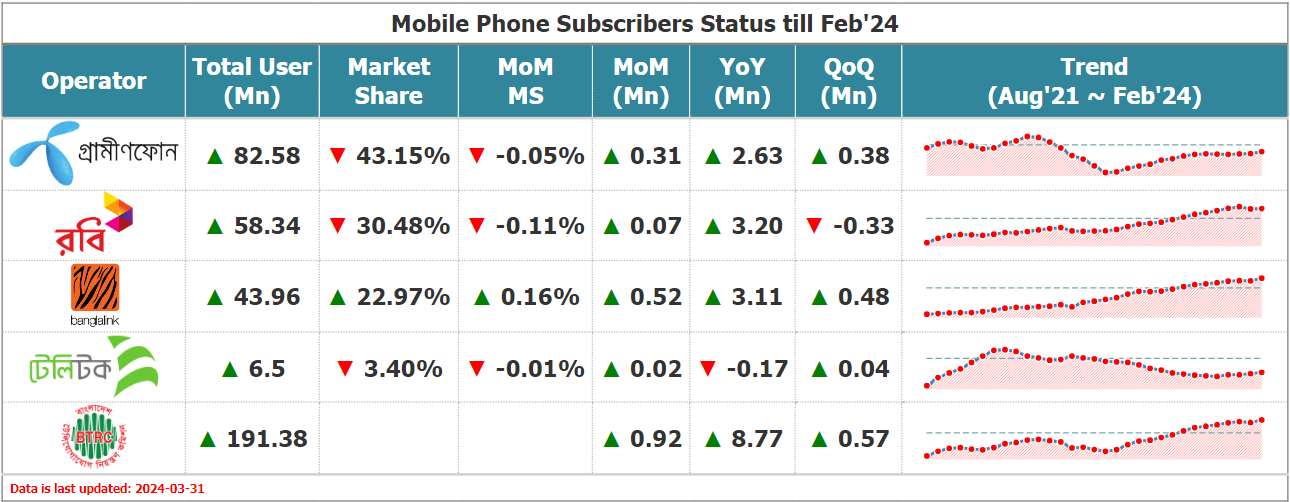 Mobile Phone Subscribers Status till Feb'24
Operator Total User (Mn) Market Share MoM MS MoM (Mn) YoY (Mn) QoQ (Mn) Trend (Aug'21 ~ Feb'24)
গ্রামীণফোন ▲ 82.58 ▼ 43.15% ▼ -0.05% ▲ 0.31 ▲ 2.63 ▲ 0.38
রবি ▲ 58.34 ▼ 30.48% ▼ -0.11% ▲ 0.07 ▲ 3.20 ▼ -0.33
banglalink ▲ 43.96 ▲ 22.97% ▲ 0.16% ▲ 0.52 ▲ 3.11 ▲ 0.48
টেলিটক ▲ 6.5 ▼ 3.40% ▼ -0.01% ▲ 0.02 ▼ -0.17 ▲ 0.04
বাংলাদেশ
BTRC ▲ 191.38 ▲ 0.92 ▲ 8.77 ▲ 0.57
টেলিযোগাযোগ নিয়ন্ত্রণ কমিশন
Data is last updated: 2024-03-31